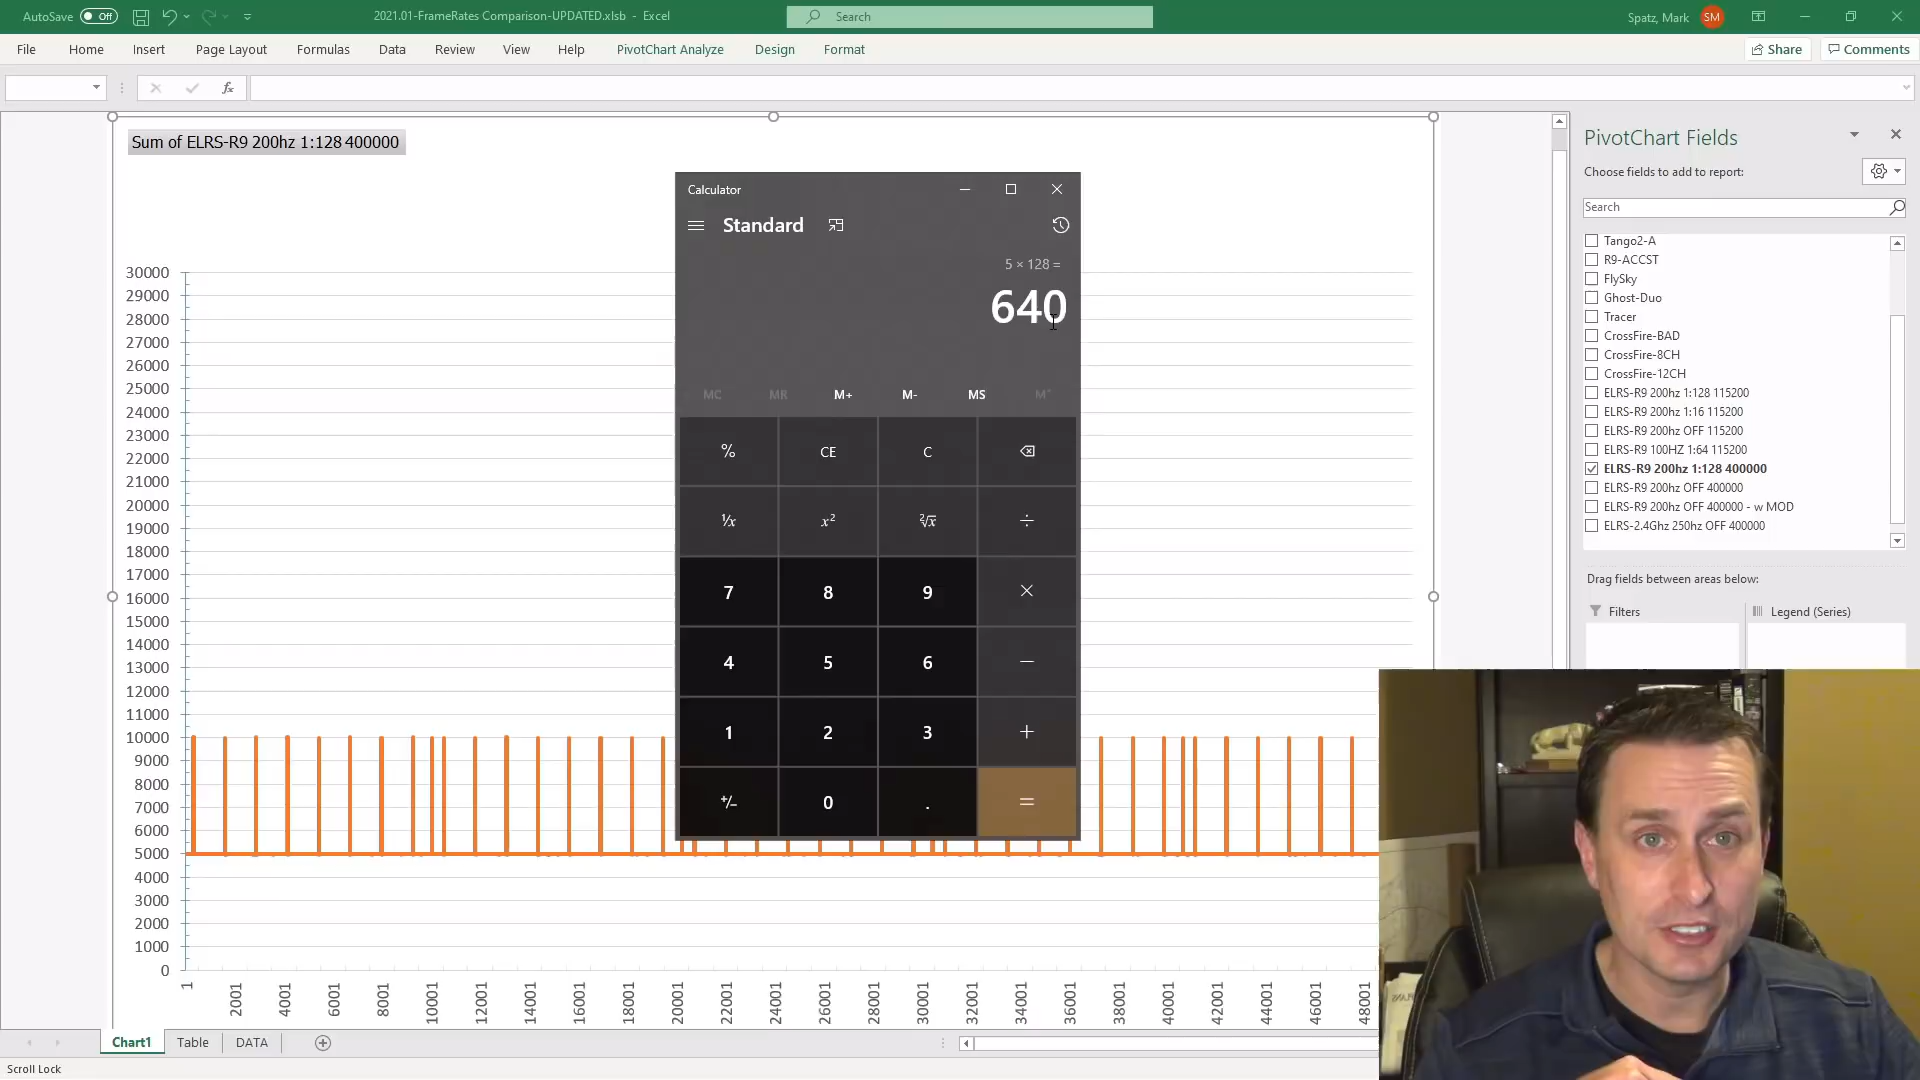 AutoSave Off 2021.01-FrameRates Comparison-UPDATED.xlsb - Excel Search Spatz, Mark SM
File Home Insert Page Layout Formulas Data Review View Help PivotChart Analyze Design Format Share Comments
fx
Sum of ELRS-R9 200hz 1:128 400000
30000
29000
28000
27000
26000
25000
24000
23000
22000
21000
20000
19000
18000
17000
16000
15000
14000
13000
12000
11000
10000
9000
8000
7000
6000
5000
4000
3000
2000
1000
0
1 2001 4001 6001 8001 10001 12001 14001 16001 18001 20001 22001 24001 26001 28001 30001 32001 34001 36001 38001 40001 42001 44001 46001 48001
Calculator
Standard
5 × 128 =
640
MC MR M+ M- MS M˅
% CE C
⅟x x² ²√x ÷
7 8 9 ×
4 5 6 −
1 2 3 +
+/− 0 . =
PivotChart Fields
Choose fields to add to report:
Search
Tango2-A
R9-ACCST
FlySky
Ghost-Duo
Tracer
CrossFire-BAD
CrossFire-8CH
CrossFire-12CH
ELRS-R9 200hz 1:128 115200
ELRS-R9 200hz 1:16 115200
ELRS-R9 200hz OFF 115200
ELRS-R9 100HZ 1:64 115200
ELRS-R9 200hz 1:128 400000
ELRS-R9 200hz OFF 400000
ELRS-R9 200hz OFF 400000 - w MOD
ELRS-2.4Ghz 250hz OFF 400000
Drag fields between areas below:
Filters Legend (Series)
Chart1 Table DATA
Scroll Lock